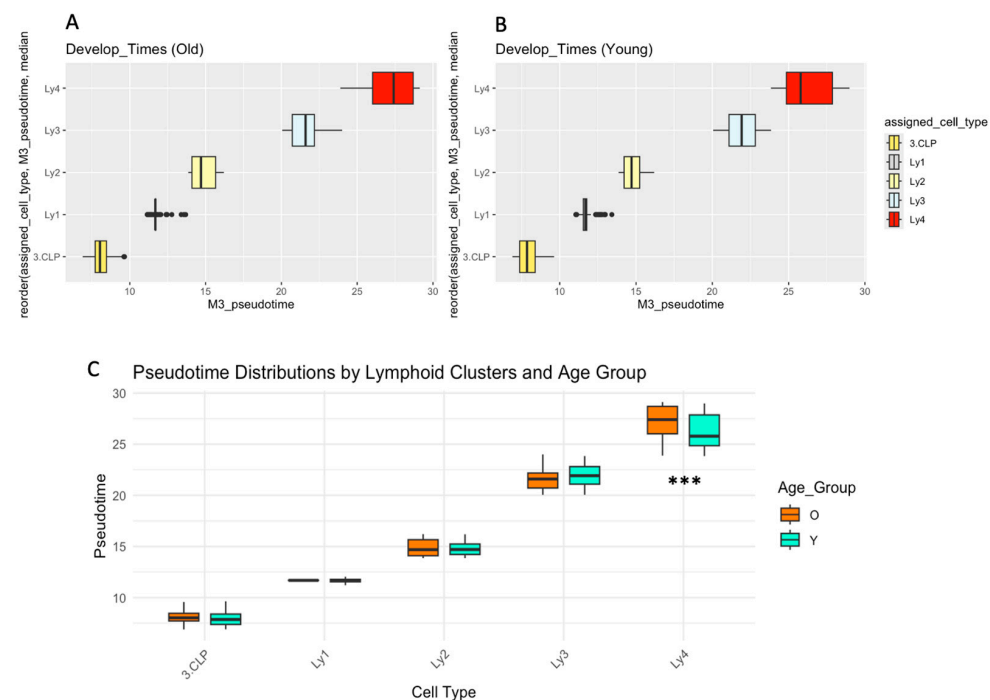 A
Develop_Times (Old)
reorder(assigned_cell_type, M3_pseudotime, median
Ly4
Ly3
Ly2
Ly1
3.CLP
10 15 20 25 30
M3_pseudotime
B
Develop_Times (Young)
reorder(assigned_cell_type, M3_pseudotime, median
Ly4
Ly3
Ly2
Ly1
3.CLP
10 15 20 25 30
M3_pseudotime
assigned_cell_type
3.CLP
Ly1
Ly2
Ly3
Ly4
C
Pseudotime Distributions by Lymphoid Clusters and Age Group
Pseudotime
30
25
20
15
10
***
3.CLP Ly1 Ly2 Ly3 Ly4
Cell Type
Age_Group
O
Y